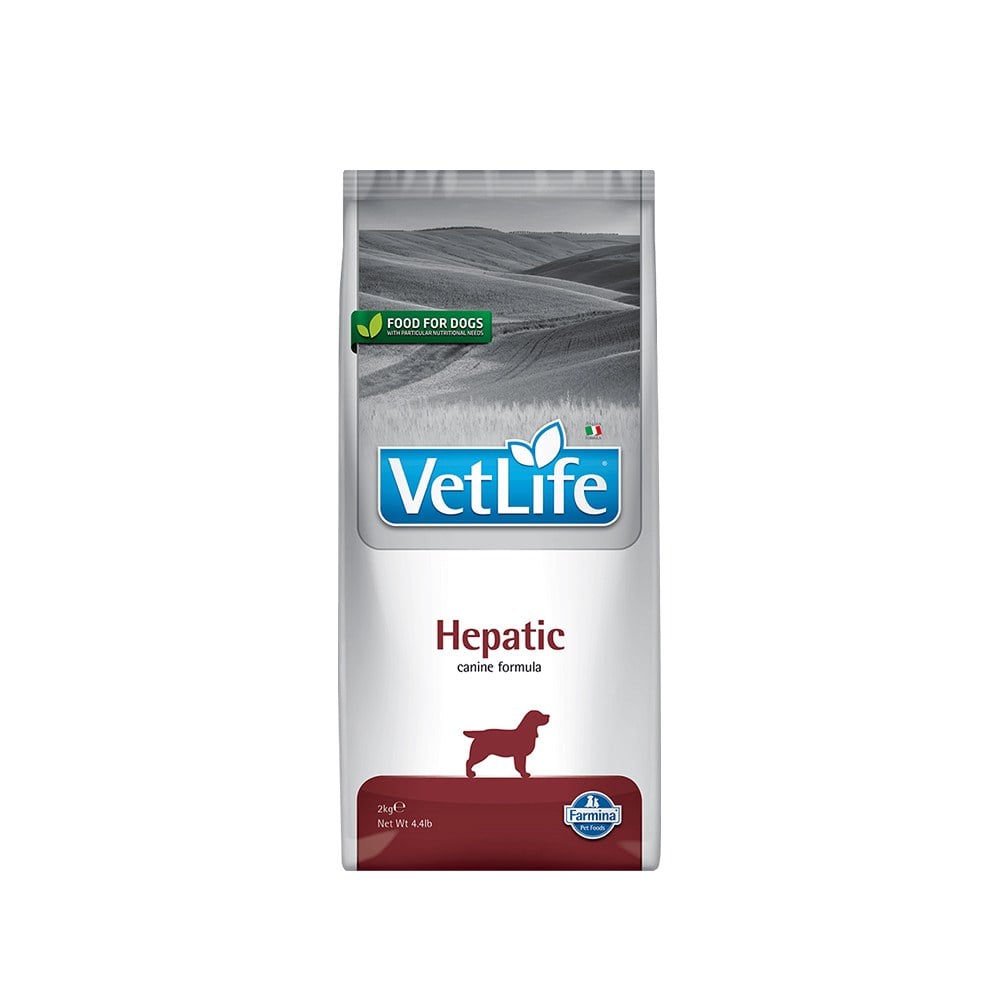 FOOD FOR DOGS
WITH PARTICULAR NUTRITIONAL NEEDS
FORMULA
VetLife®
Hepatic
canine formula
2kg℮
Net Wt 4.4lb
Farmina®
Pet Foods